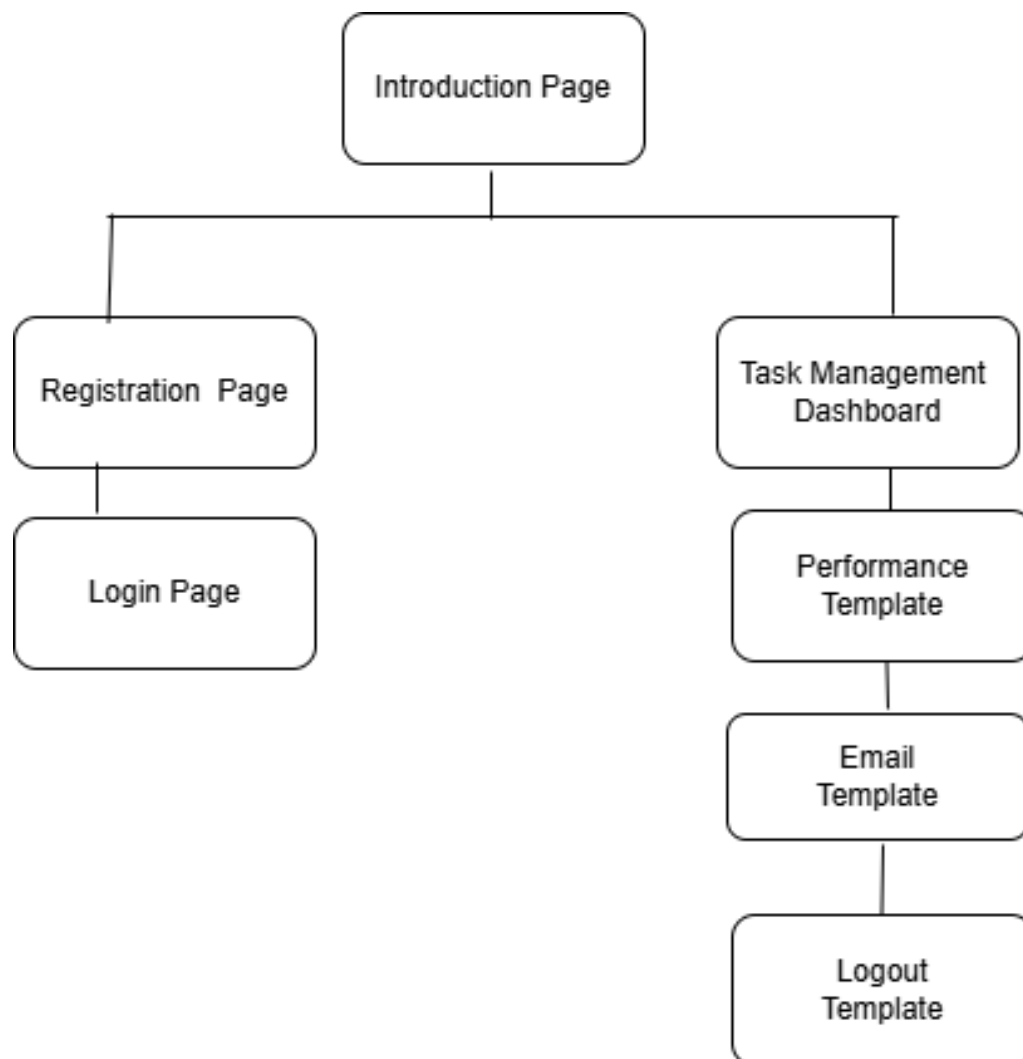 Introduction Page
Registration Page
Task Management
Dashboard
Login Page
Performance
Template
Email
Template
Logout
Template